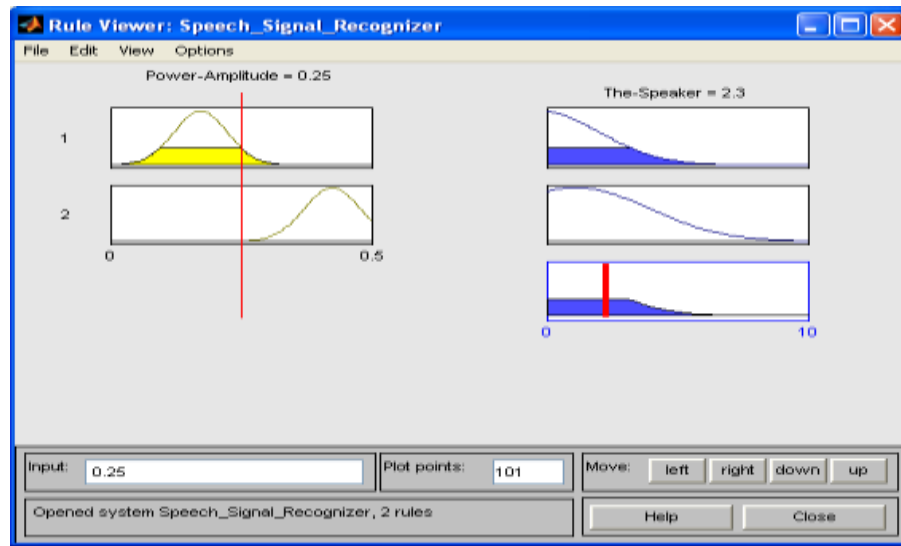 Rule Viewer: Speech_Signal_Recognizer
File Edit View Options
Power-Amplitude = 0.25
The-Speaker = 2.3
1
2
0
0.5
0
10
Input:
0.25
Plot points:
101
Move:
left
right
down
up
Opened system Speech_Signal_Recognizer, 2 rules
Help
Close